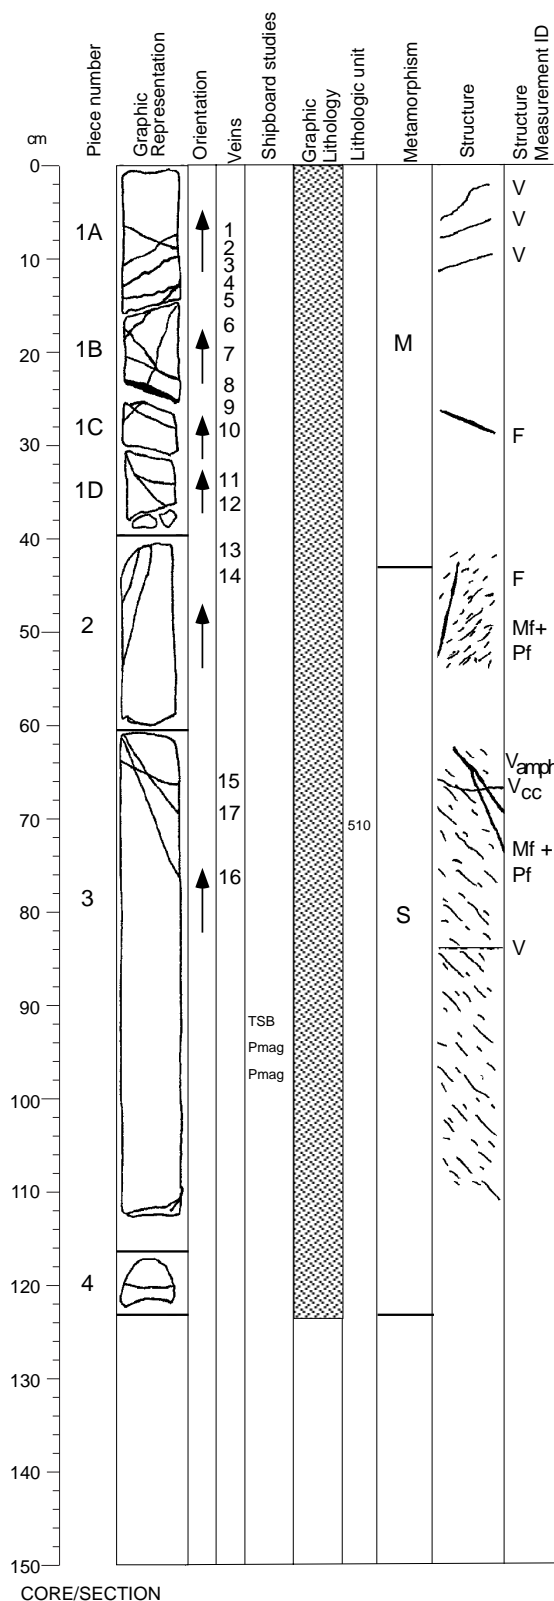 cm
Piece number
Graphic
Representation
Orientation
Veins
Shipboard studies
Graphic
Lithology
Lithologic unit
Metamorphism
Structure
Structure
Measurement ID
0
10
20
30
40
50
60
70
80
90
100
110
120
130
140
150
1A
1B
1C
1D
2
3
4
1
2
3
4
5
6
7
8
9
10
11
12
13
14
15
17
16
TSB
Pmag
Pmag
510
M
S
V
V
V
F
F
Mf+
Pf
Vamph
Vcc
Mf +
Pf
V
CORE/SECTION